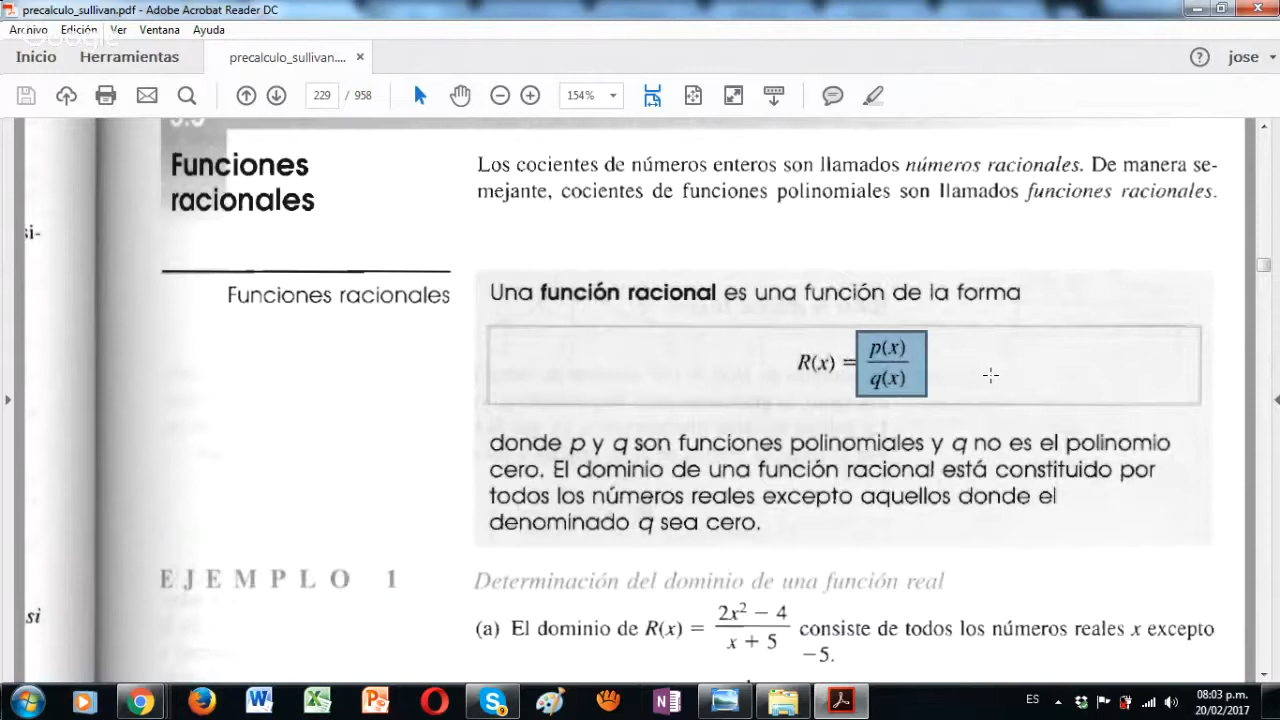 precalculo_sullivan.pdf - Adobe Acrobat Reader DC
Archivo Edición Ver Ventana Ayuda
Google
Inicio Herramientas precalculo_sullivan.... × ? jose
229 / 958 154%
3.3
Funciones
racionales
Los cocientes de números enteros son llamados números racionales. De manera se-
mejante, cocientes de funciones polinomiales son llamados funciones racionales.
si-
Funciones racionales
Una función racional es una función de la forma
R(x) = p(x)/q(x)
donde p y q son funciones polinomiales y q no es el polinomio
cero. El dominio de una función racional está constituido por
todos los números reales excepto aquellos donde el
denominado q sea cero.
EJEMPLO 1
Determinación del dominio de una función real
si
(a) El dominio de R(x) = (2x² − 4)/(x + 5) consiste de todos los números reales x excepto
−5.
ES 08:03 p.m.
20/02/2017